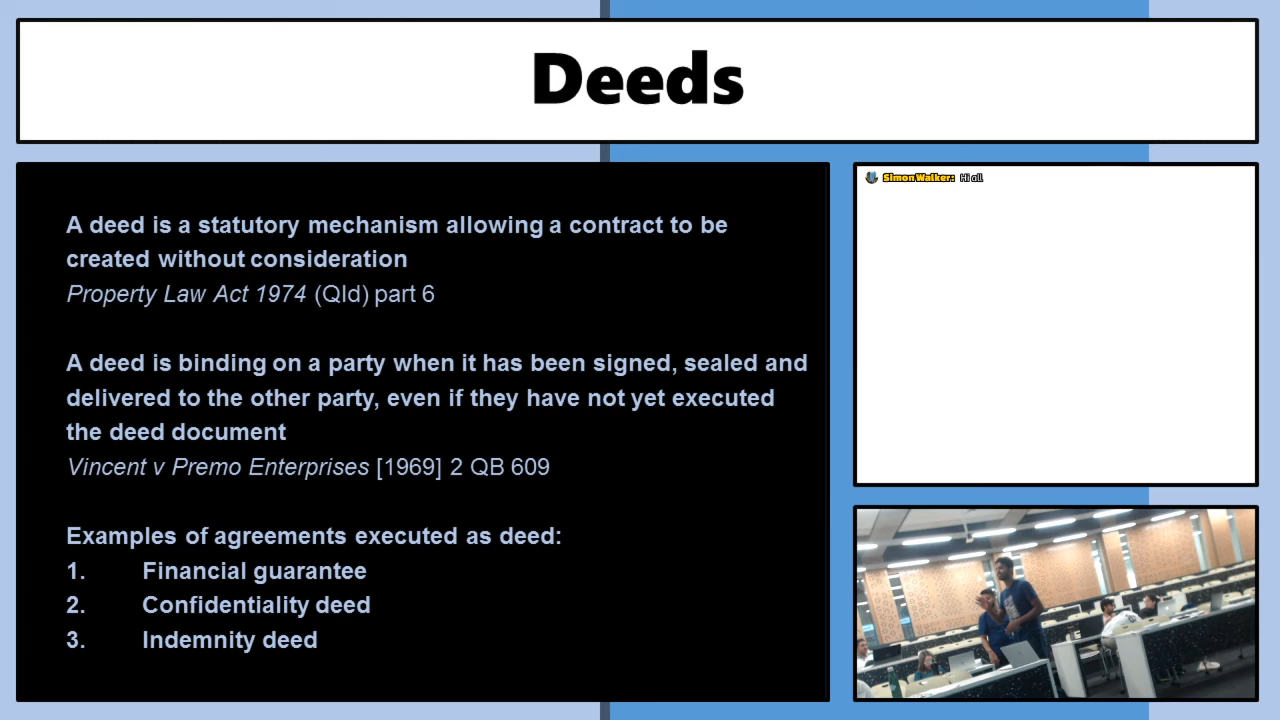 Deeds
A deed is a statutory mechanism allowing a contract to be
created without consideration
Property Law Act 1974 (Qld) part 6
A deed is binding on a party when it has been signed, sealed and
delivered to the other party, even if they have not yet executed
the deed document
Vincent v Premo Enterprises [1969] 2 QB 609
Examples of agreements executed as deed:
1. Financial guarantee
2. Confidentiality deed
3. Indemnity deed
Simon Walker: Hi all